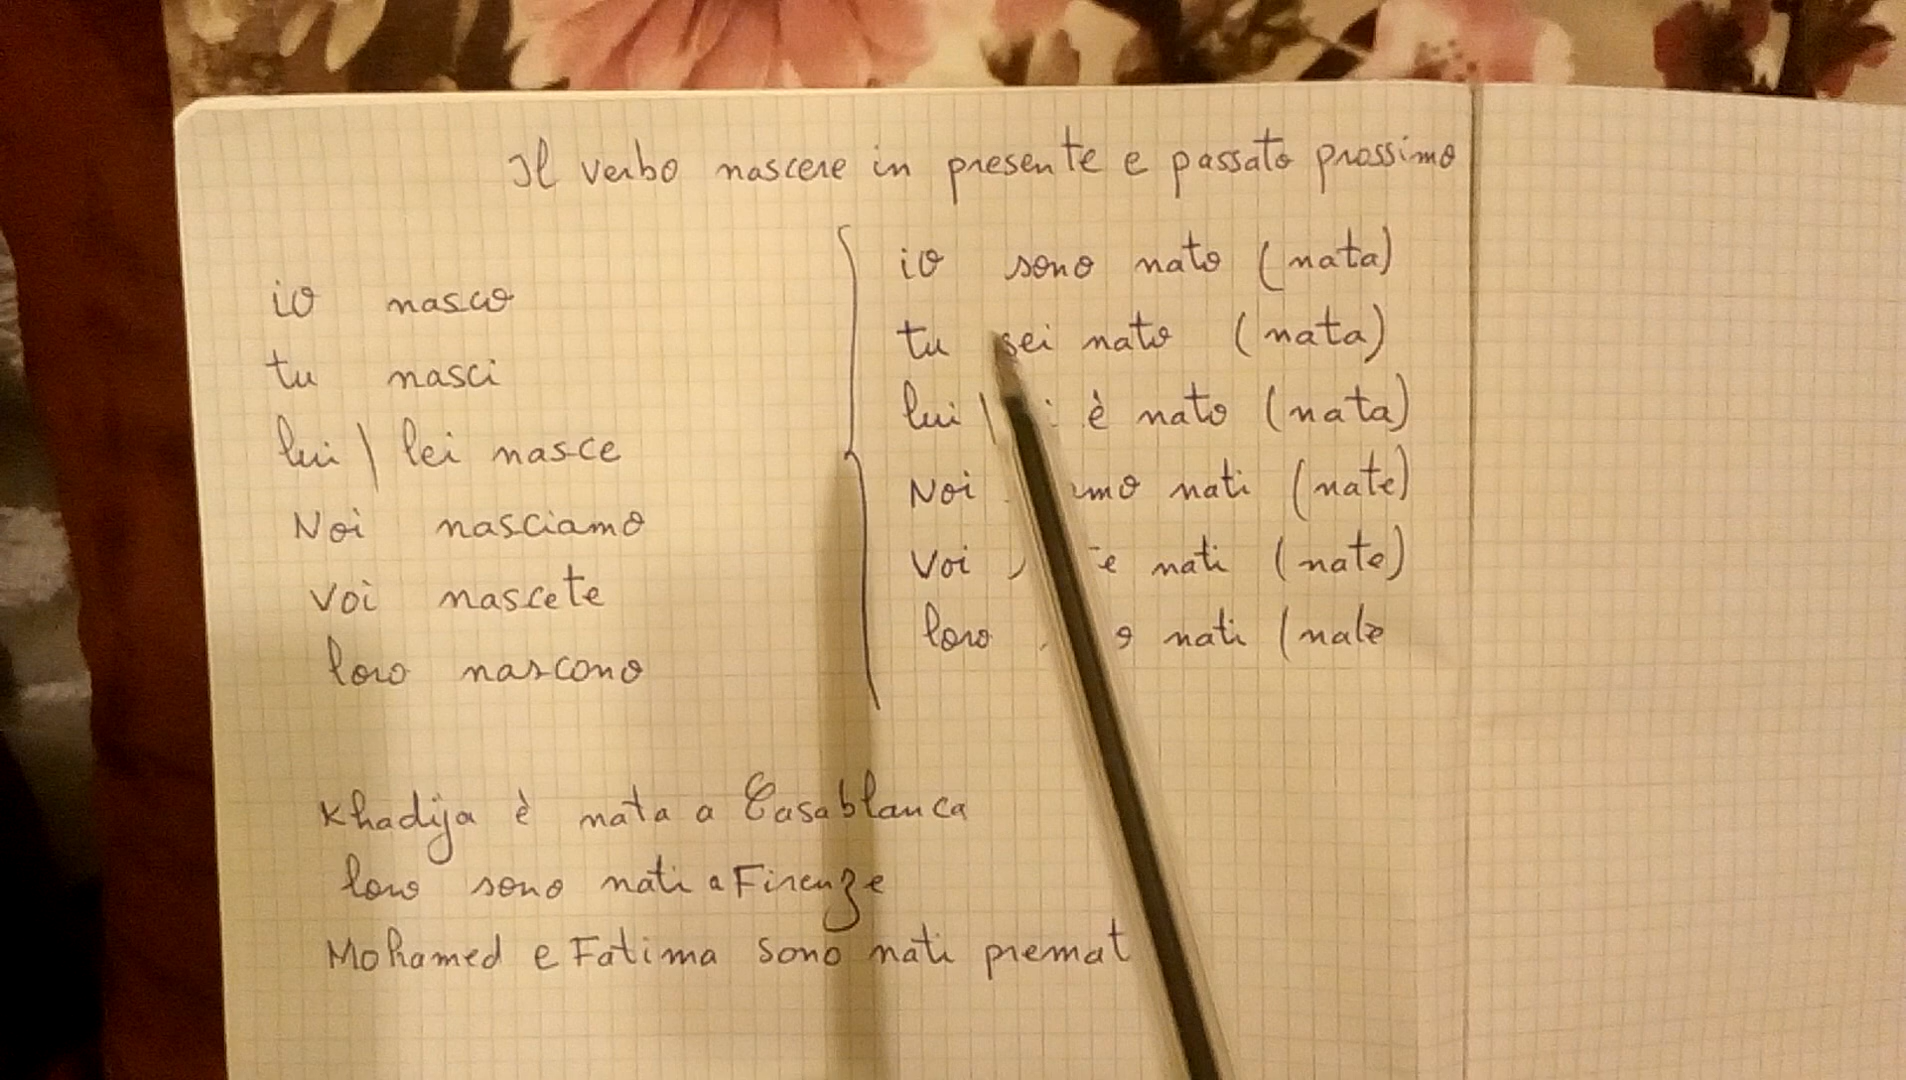 Il verbo nascere in presente e passato prossimo
io nasco
tu nasci
lui / lei nasce
Noi nasciamo
Voi nascete
loro nascono
io sono nato (nata)
tu sei nato (nata)
lui / è nato (nata)
Noi nati (nate)
Voi nati (nate)
loro nati (nate
Khadija è nata a Casablanca
loro sono nati a Firenze
Mohamed e Fatima sono nati premat